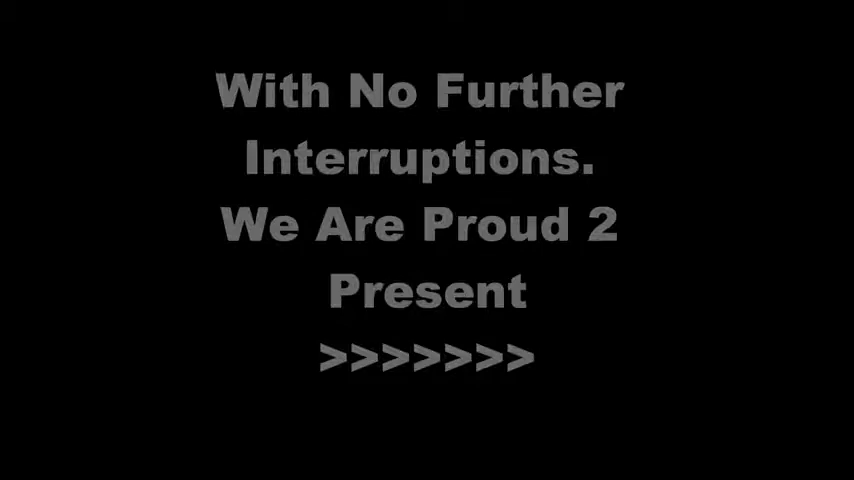 With No Further
Interruptions.
We Are Proud 2
Present
>>>>>>>